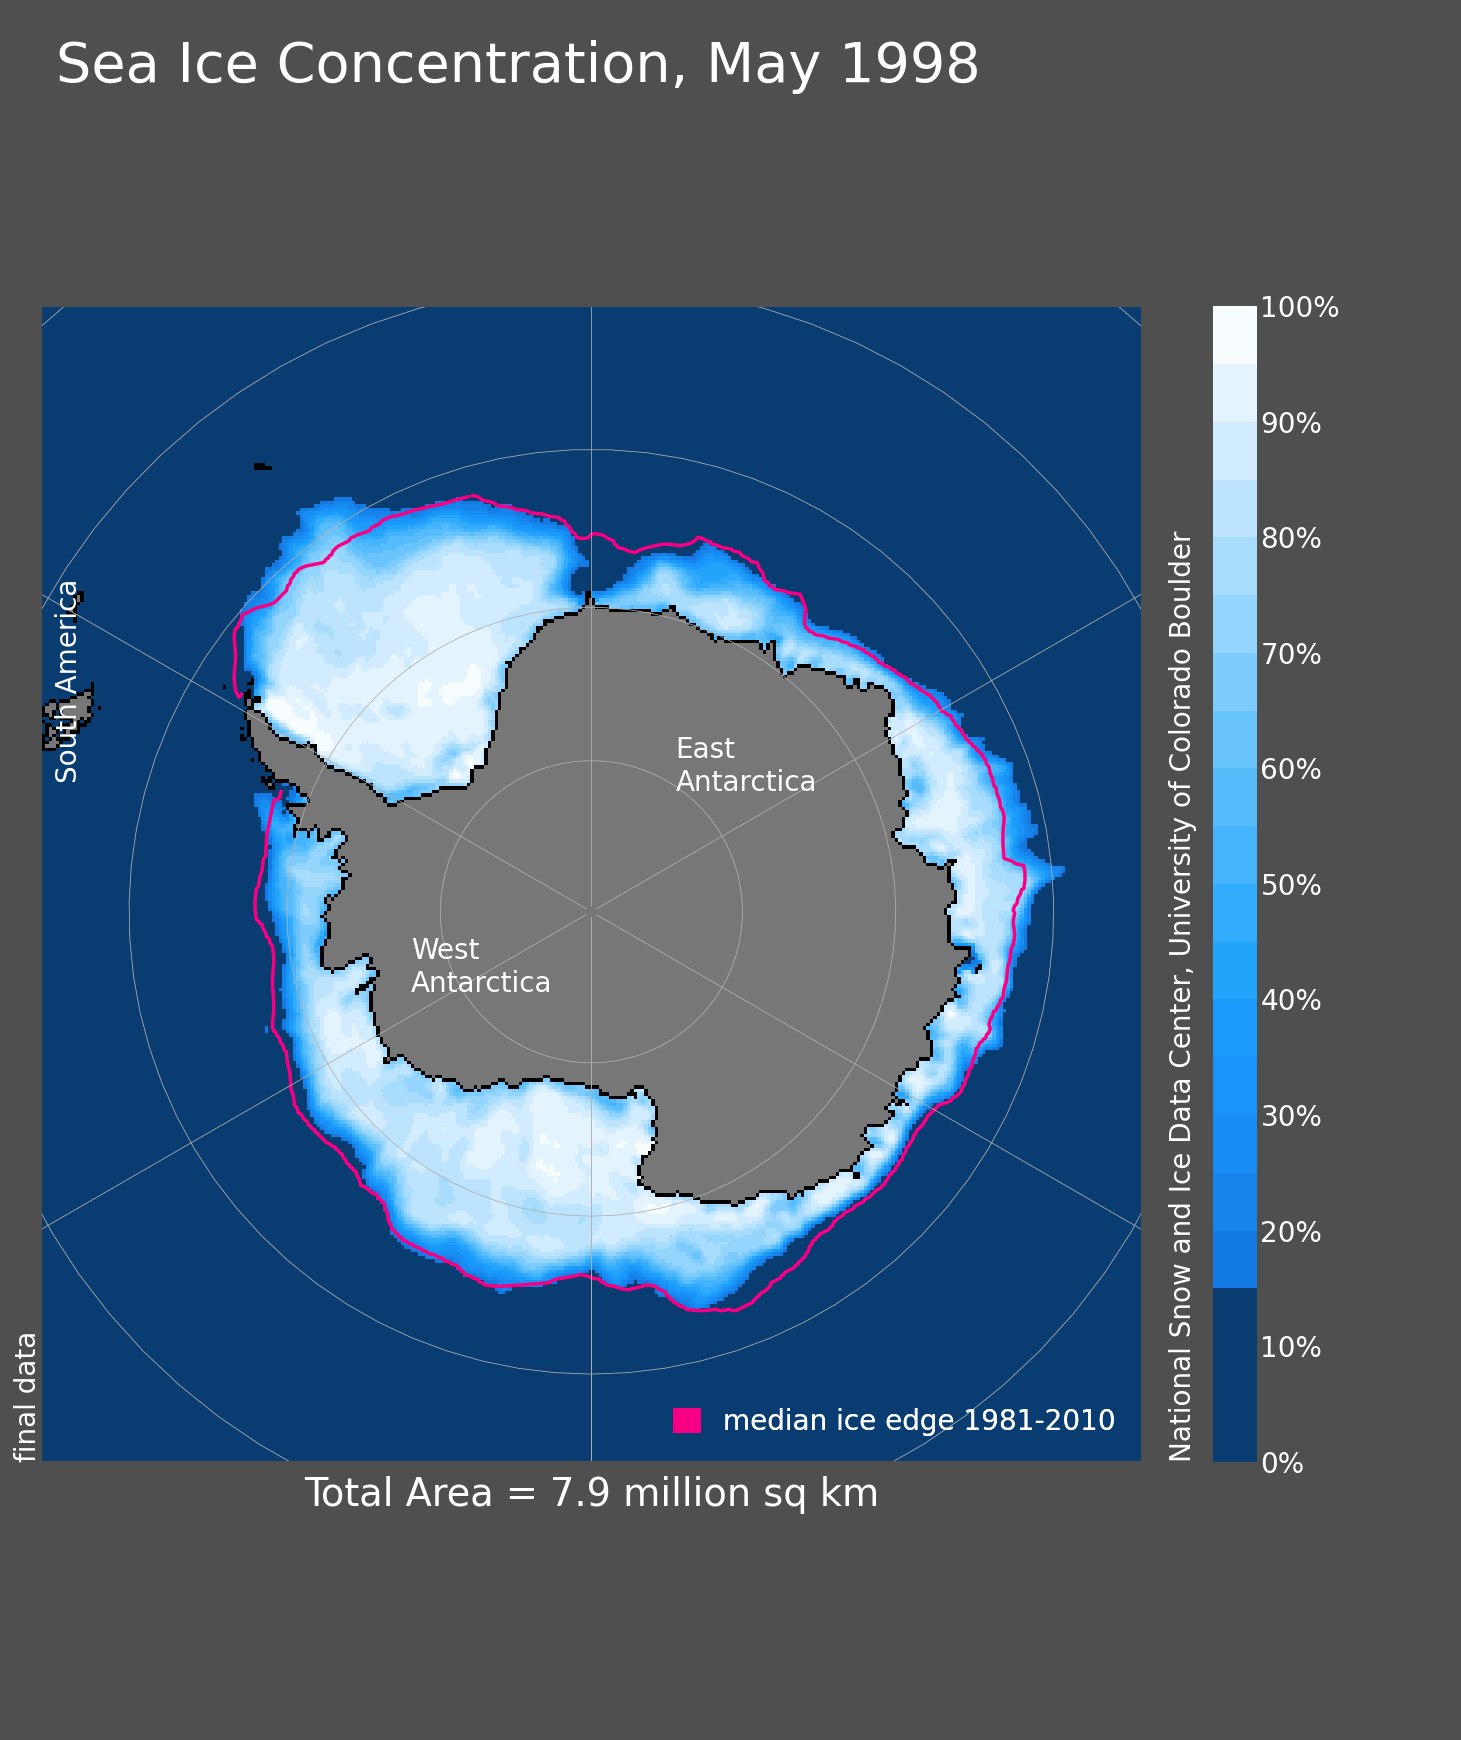 Sea Ice Concentration, May 1998
South America
East
Antarctica
West
Antarctica
median ice edge 1981-2010
final data
Total Area = 7.9 million sq km
National Snow and Ice Data Center, University of Colorado Boulder
100%
90%
80%
70%
60%
50%
40%
30%
20%
10%
0%